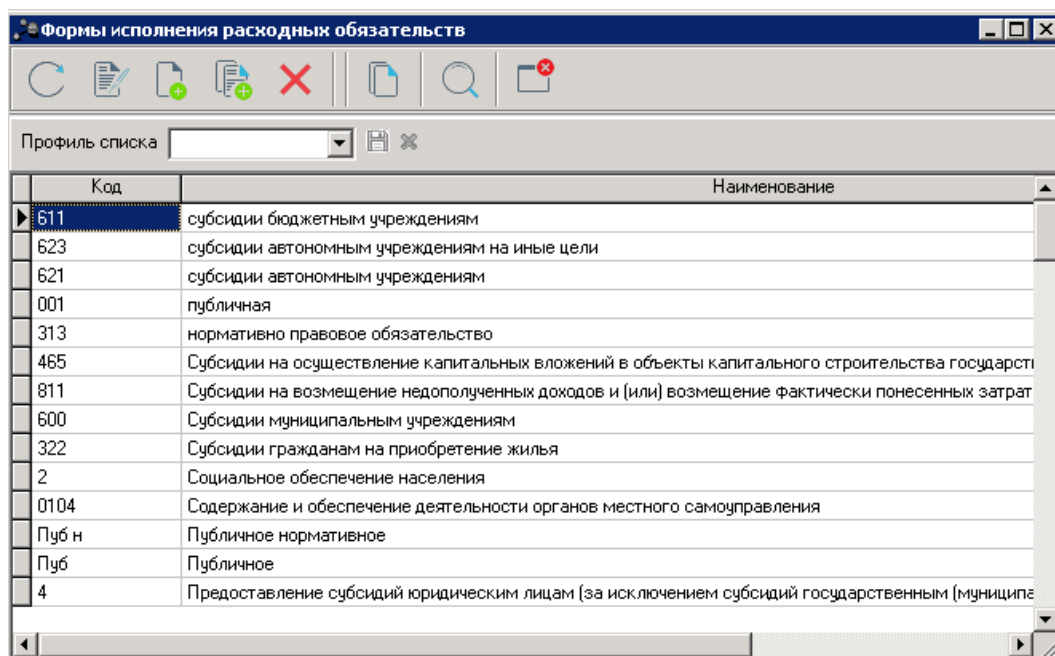 Формы исполнения расходных обязательств
Профиль списка
Код Наименование
611 субсидии бюджетным учреждениям
623 субсидии автономным учреждениям на иные цели
621 субсидии автономным учреждениям
001 публичная
313 нормативно правовое обязательство
465 Субсидии на осуществление капитальных вложений в объекты капитального строительства государст
811 Субсидии на возмещение недополученных доходов и (или) возмещение фактически понесенных затрат
600 Субсидии муниципальным учреждениям
322 Субсидии гражданам на приобретение жилья
2 Социальное обеспечение населения
0104 Содержание и обеспечение деятельности органов местного самоуправления
Пуб н Публичное нормативное
Пуб Публичное
4 Предоставление субсидий юридическим лицам (за исключением субсидий государственным (муниципа